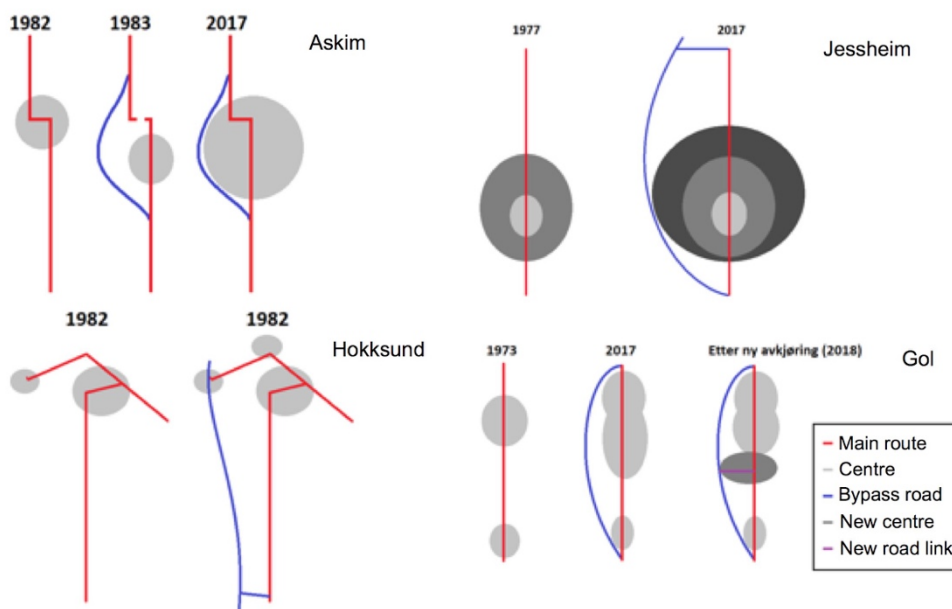 1982
1983
2017
Askim
1977
2017
Jessheim
1982
1982
Hokksund
1973
2017
Etter ny avkjøring (2018)
Gol
Main route
Centre
Bypass road
New centre
New road link